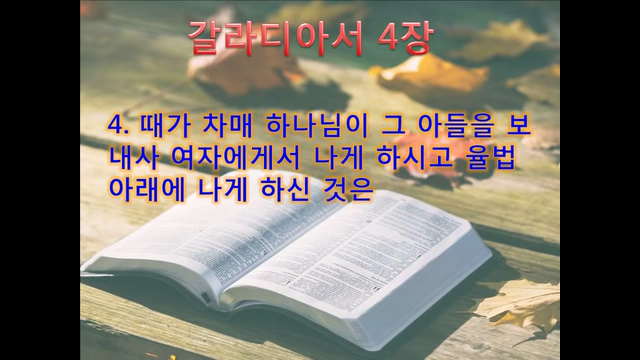 갈라디아서 4장
4. 때가 차매 하나님이 그 아들을 보
내사 여자에게서 나게 하시고 율법
아래에 나게 하신 것은